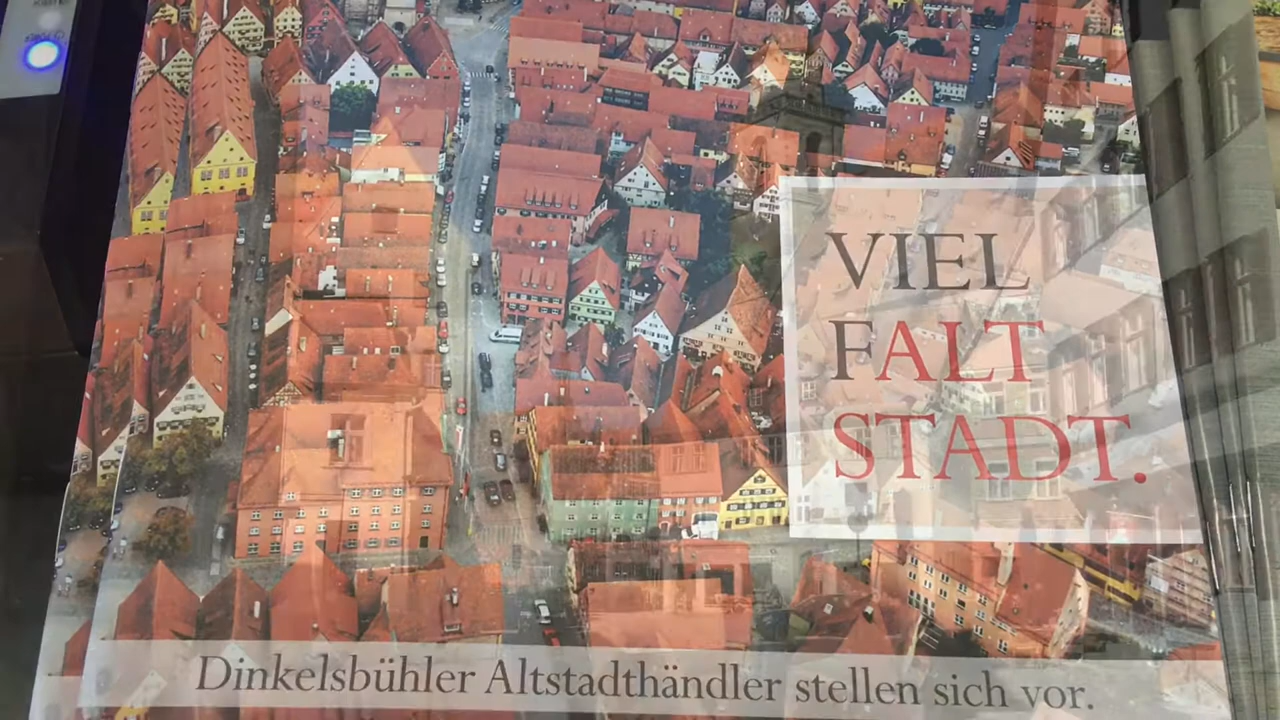 VIEL
FALT
STADT.
Dinkelsbühler Altstadthändler stellen sich vor.